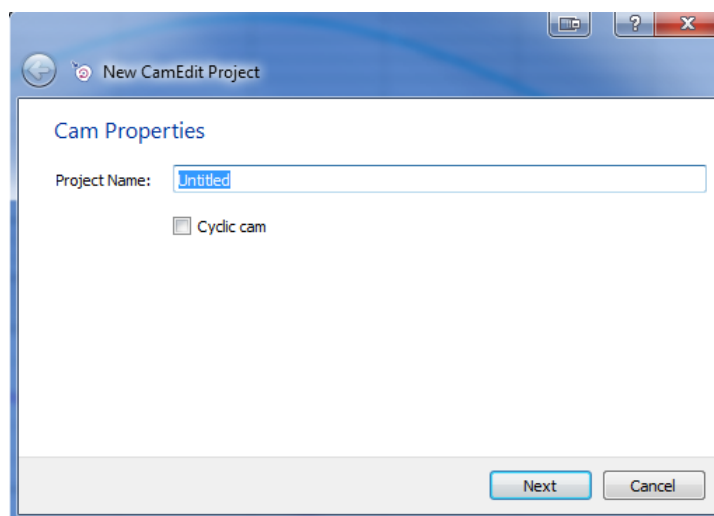 ?
New CamEdit Project
Cam Properties
Project Name: Untitled
Cyclic cam
Next Cancel